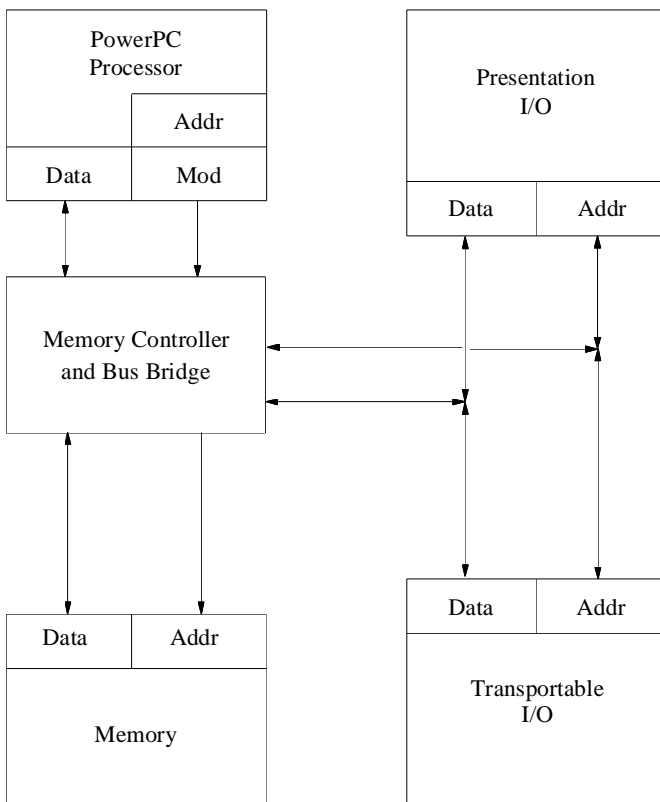 PowerPC
Processor
Addr
Data
Mod
Presentation
I/O
Data
Addr
Memory Controller
and Bus Bridge
Data
Addr
Memory
Data
Addr
Transportable
I/O